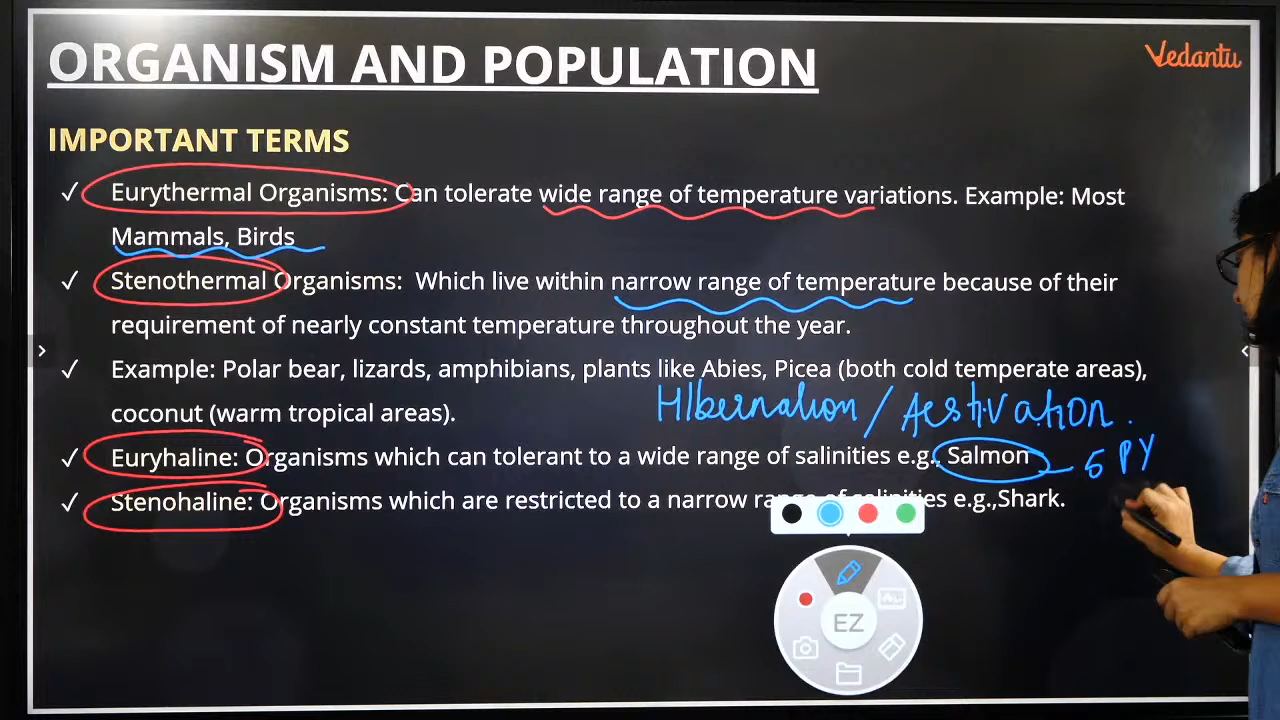 ORGANISM AND POPULATION
Vedantu
IMPORTANT TERMS
✓ Eurythermal Organisms: Can tolerate wide range of temperature variations. Example: Most
Mammals, Birds
✓ Stenothermal Organisms: Which live within narrow range of temperature because of their
requirement of nearly constant temperature throughout the year.
✓ Example: Polar bear, lizards, amphibians, plants like Abies, Picea (both cold temperate areas),
coconut (warm tropical areas).
HIbernation / Aestivation.
✓ Euryhaline: Organisms which can tolerant to a wide range of salinities e.g., Salmon
5 PY
✓ Stenohaline: Organisms which are restricted to a narrow range of salinities e.g.,Shark.
EZ